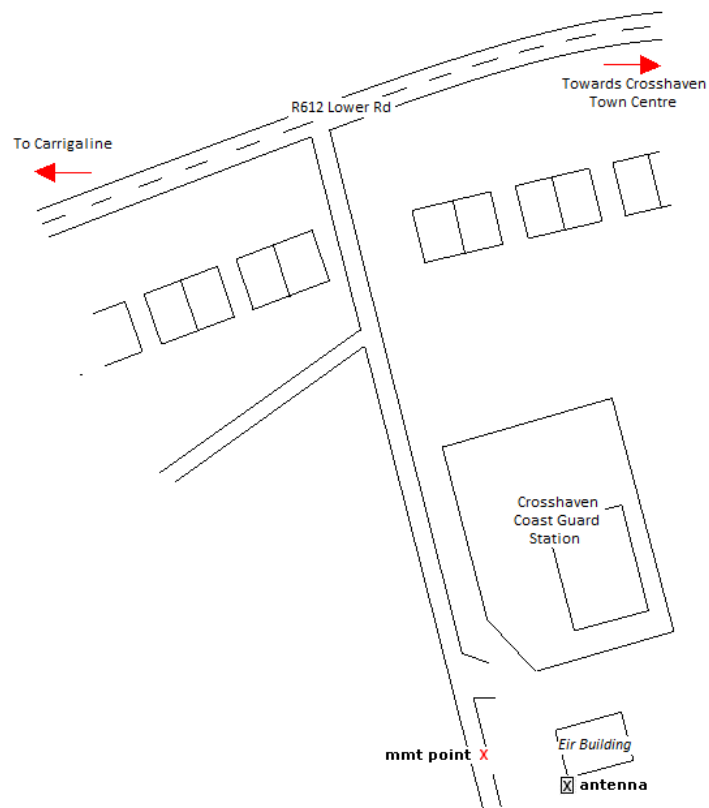 Towards Crosshaven
Town Centre
R612 Lower Rd
To Carrigaline
Crosshaven
Coast Guard
Station
Eir Building
mmt point X
X antenna